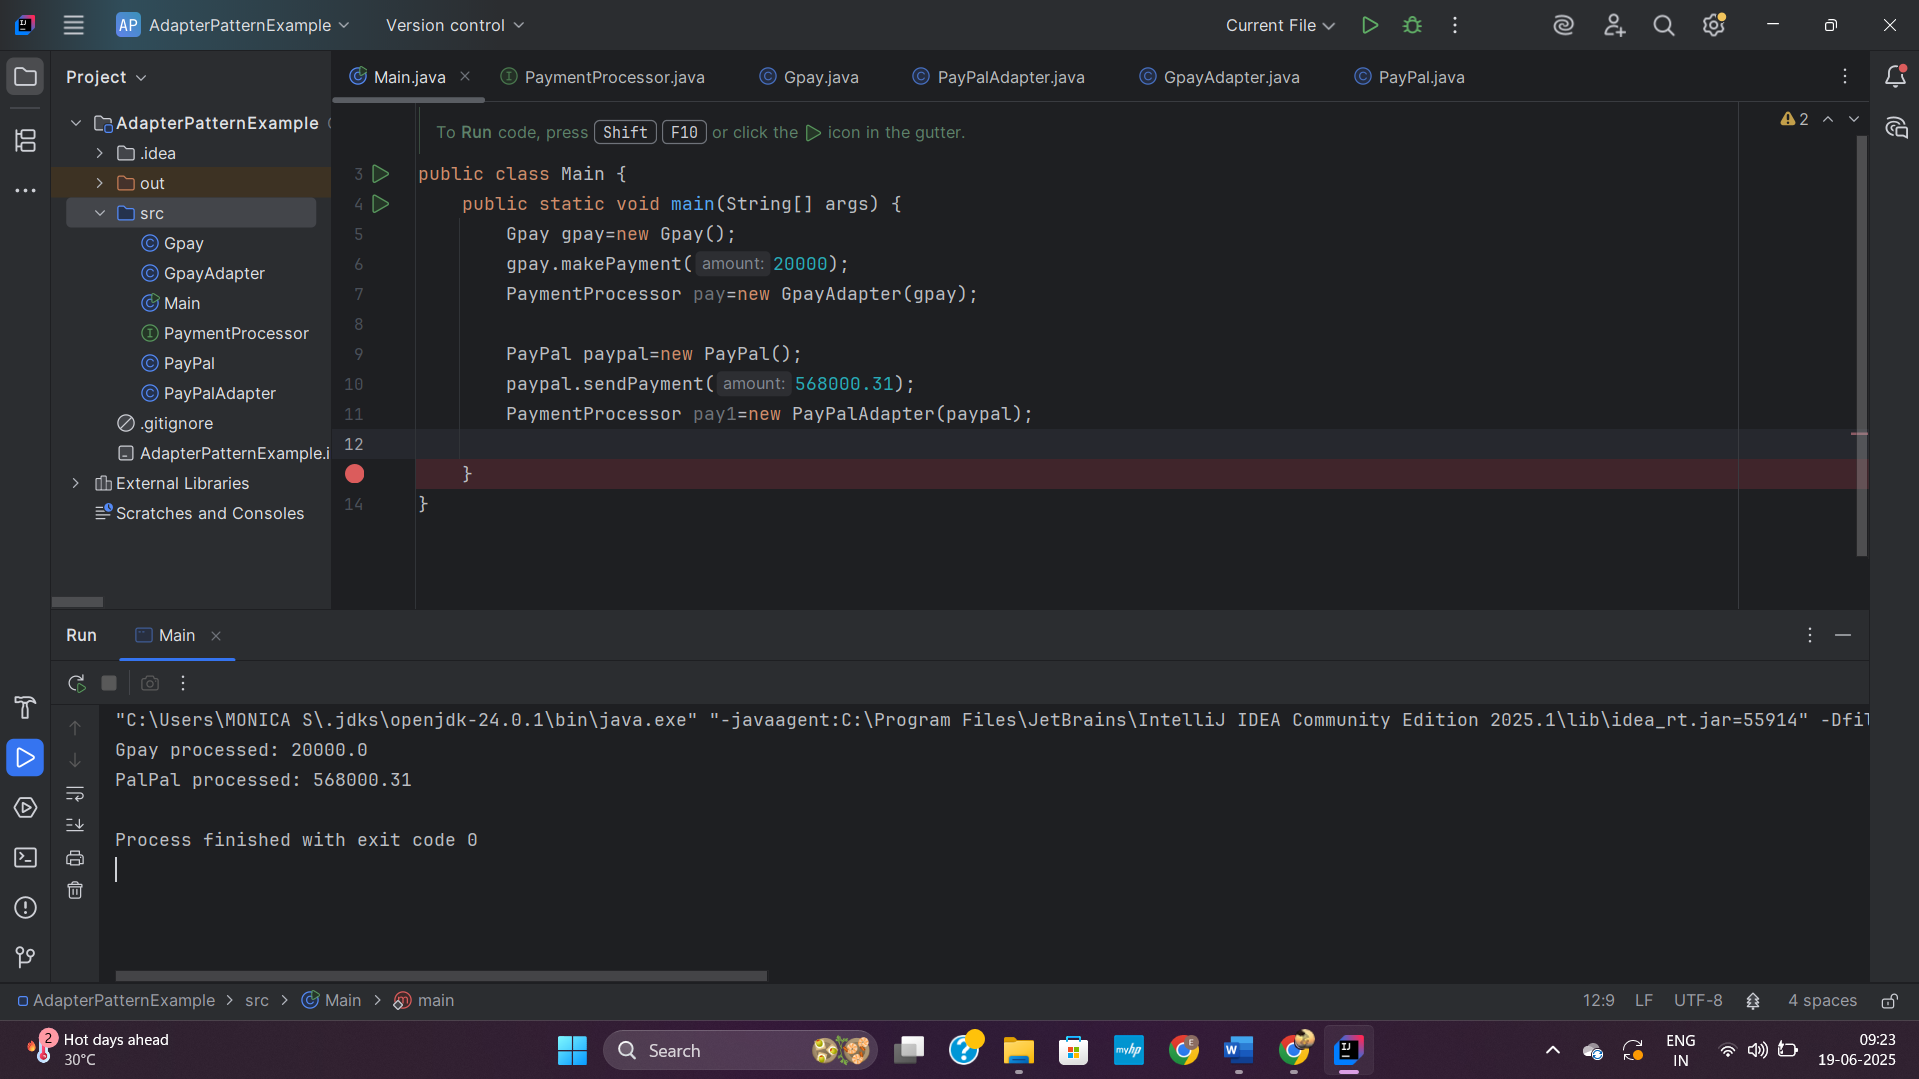 AP AdapterPatternExample Version control Current File
Project
Main.java PaymentProcessor.java Gpay.java PayPalAdapter.java GpayAdapter.java PayPal.java
AdapterPatternExample
.idea
out
src
Gpay
GpayAdapter
Main
PaymentProcessor
PayPal
PayPalAdapter
.gitignore
AdapterPatternExample.i
External Libraries
Scratches and Consoles
To Run code, press Shift F10 or click the icon in the gutter.
2
3 public class Main {
4 public static void main(String[] args) {
5 Gpay gpay=new Gpay();
6 gpay.makePayment( amount: 20000);
7 PaymentProcessor pay=new GpayAdapter(gpay);
8
9 PayPal paypal=new PayPal();
10 paypal.sendPayment( amount: 568000.31);
11 PaymentProcessor pay1=new PayPalAdapter(paypal);
12
}
14 }
Run Main
"C:\Users\MONICA S\.jdks\openjdk-24.0.1\bin\java.exe" "-javaagent:C:\Program Files\JetBrains\IntelliJ IDEA Community Edition 2025.1\lib\idea_rt.jar=55914" -Dfil
Gpay processed: 20000.0
PalPal processed: 568000.31
Process finished with exit code 0
AdapterPatternExample > src > Main > main 12:9 LF UTF-8 4 spaces
2 Hot days ahead
30°C
Search
myhp
E
W
IJ
ENG
IN
09:23
19-06-2025